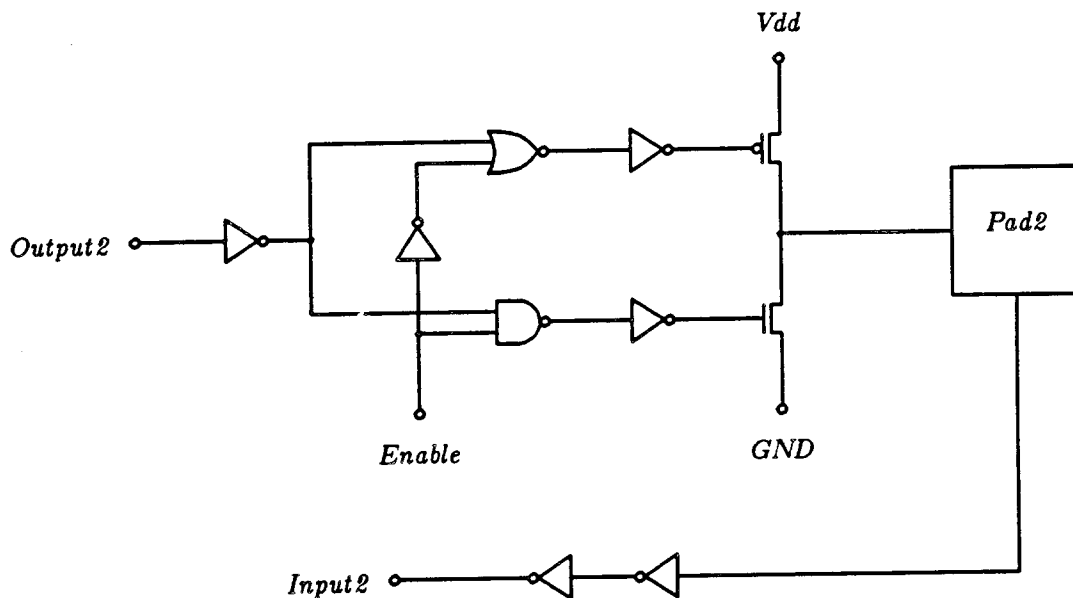 Vdd
Output2
Pad2
Enable
GND
Input2